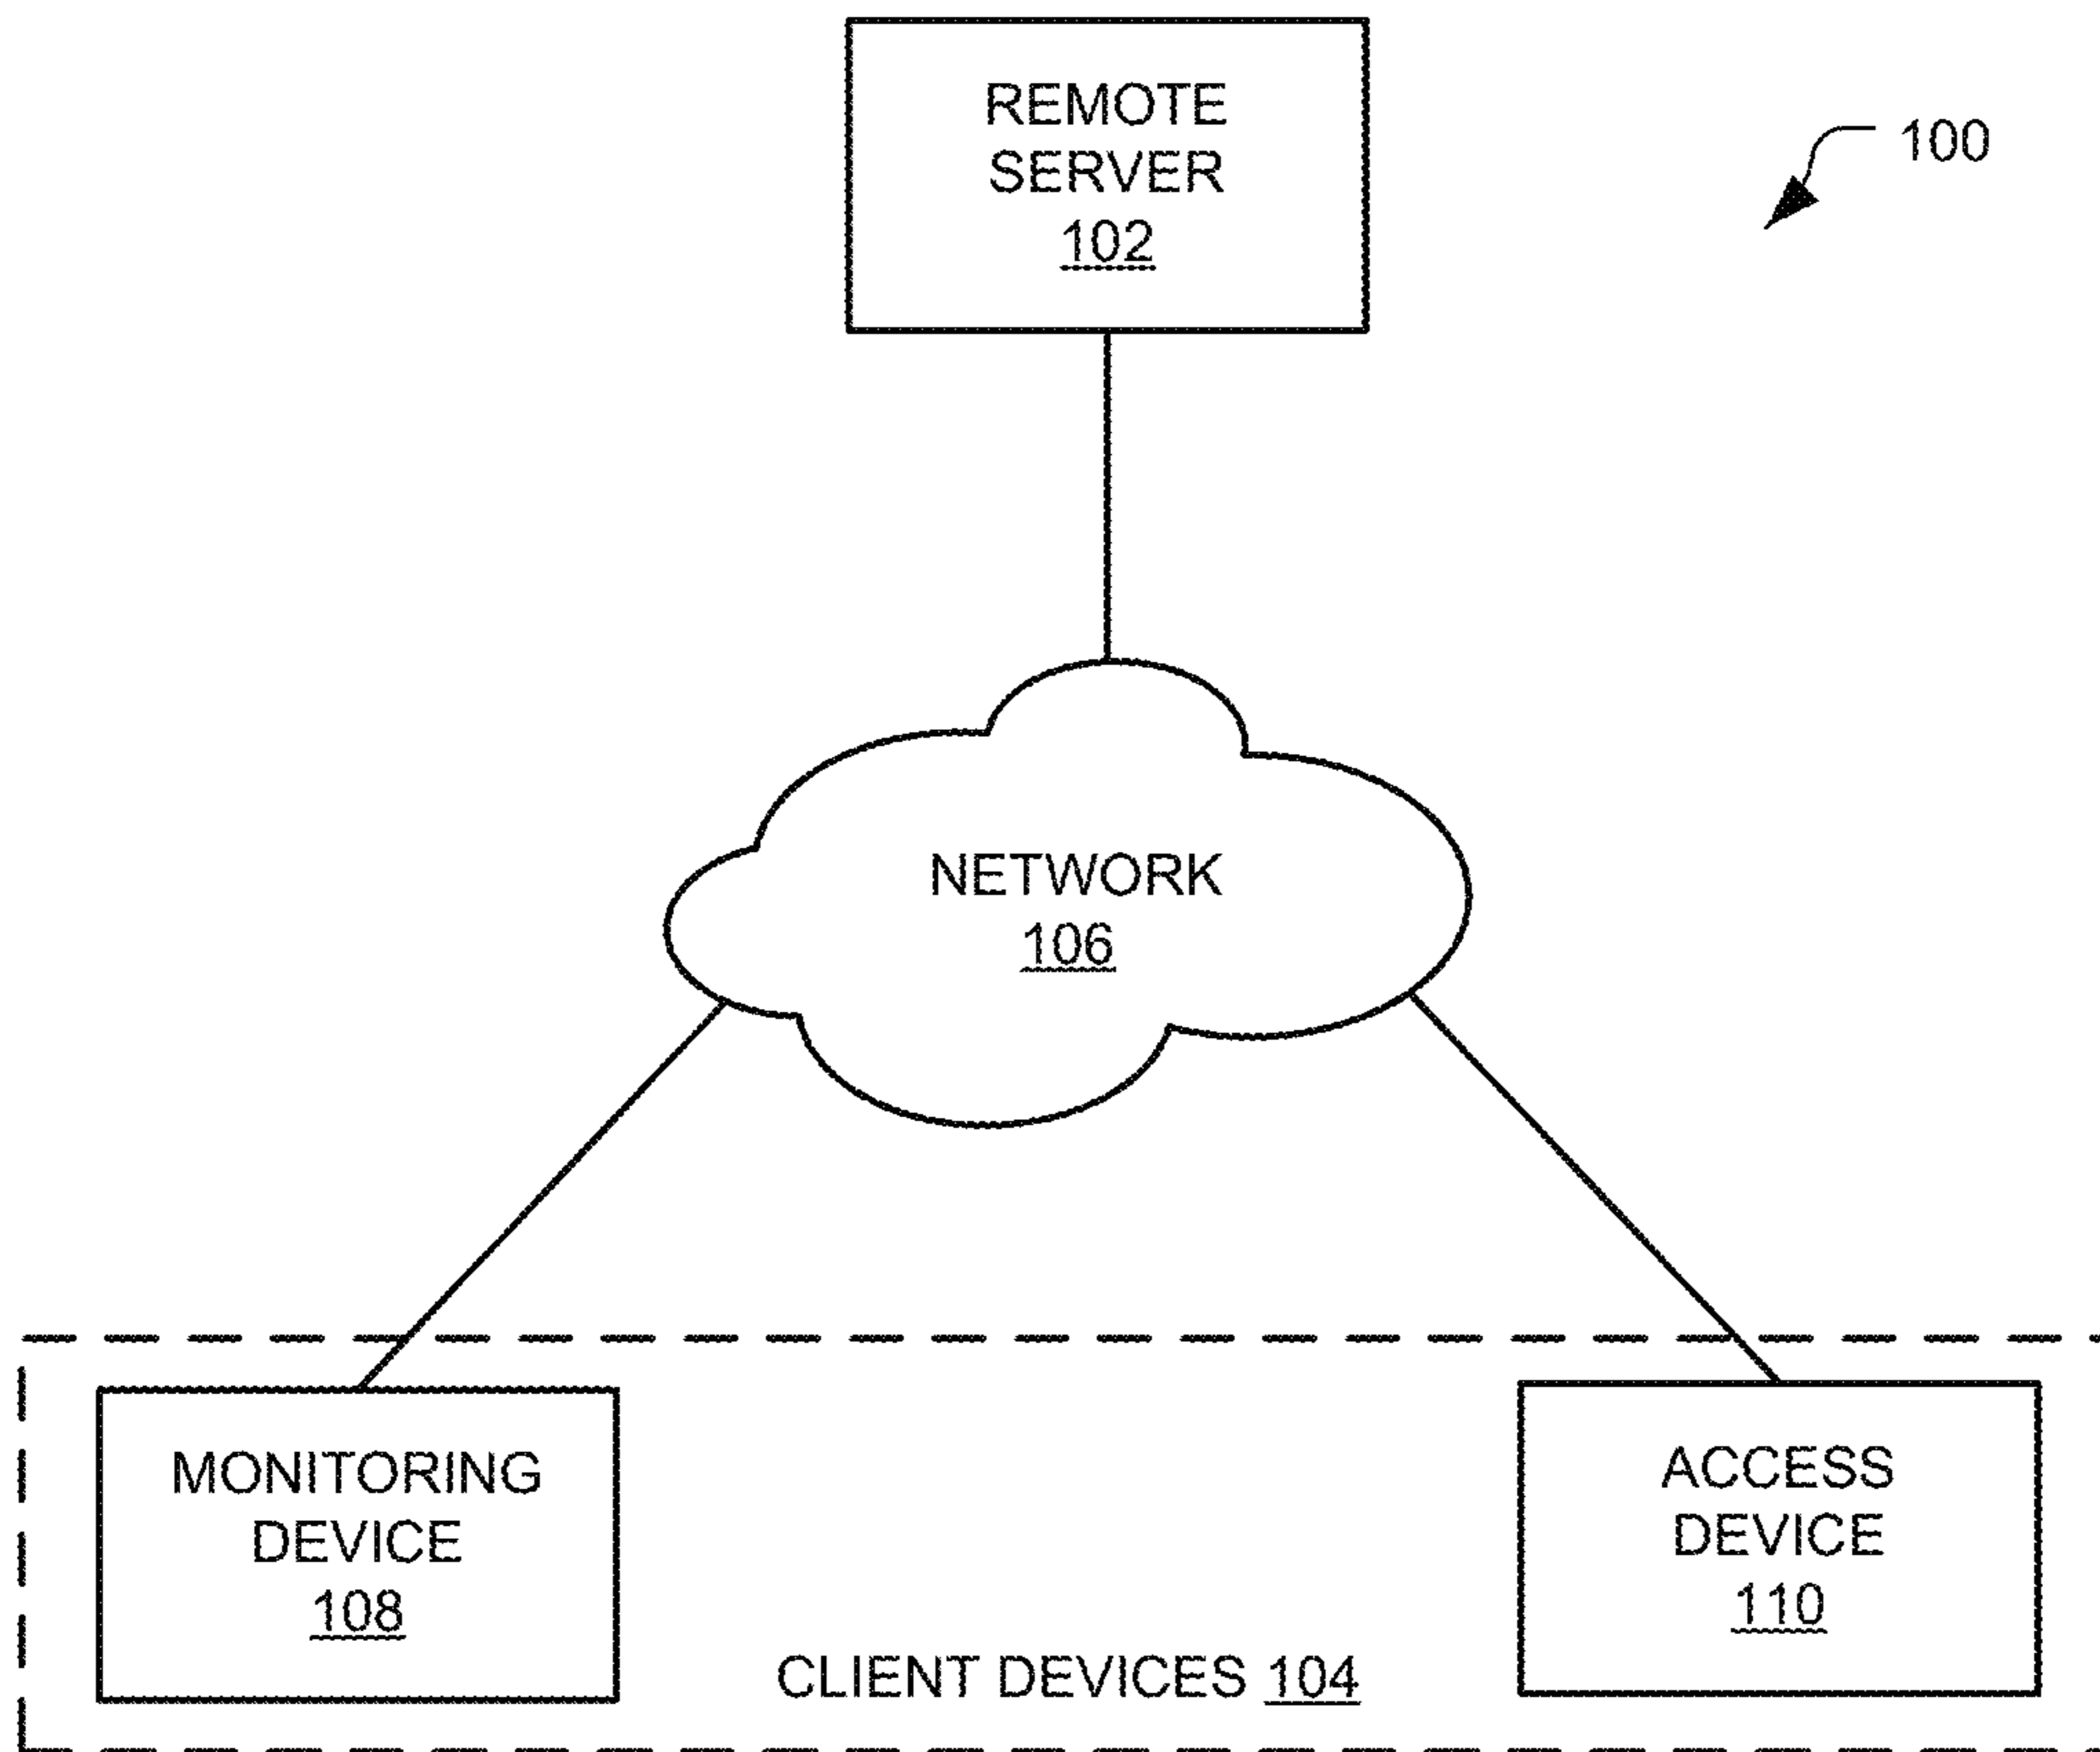 REMOTE
SERVER
102
100
NETWORK
106
MONITORING
DEVICE
108
ACCESS
DEVICE
110
CLIENT DEVICES 104